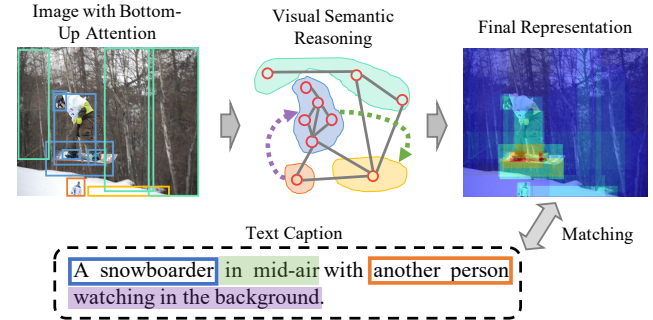 Image with Bottom-
Up Attention
Visual Semantic
Reasoning
Final Representation
Text Caption
Matching
A snowboarder in mid-air with another person
watching in the background.